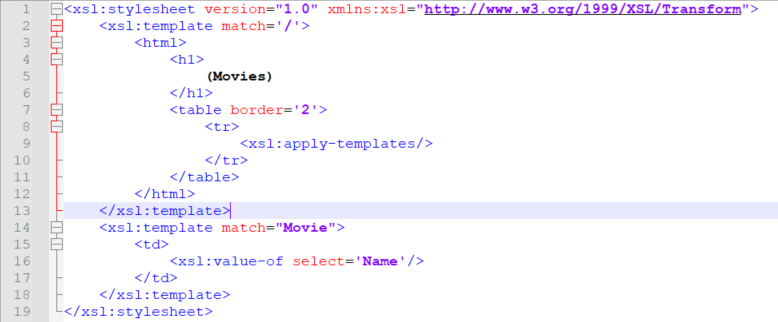 1 <xsl:stylesheet version="1.0" xmlns:xsl="http://www.w3.org/1999/XSL/Transform">
2     <xsl:template match='/'>
3         <html>
4             <h1>
5                 (Movies)
6             </h1>
7             <table border='2'>
8                 <tr>
9                     <xsl:apply-templates/>
10                 </tr>
11             </table>
12         </html>
13     </xsl:template>
14     <xsl:template match="Movie">
15         <td>
16             <xsl:value-of select='Name'/>
17         </td>
18     </xsl:template>
19 </xsl:stylesheet>